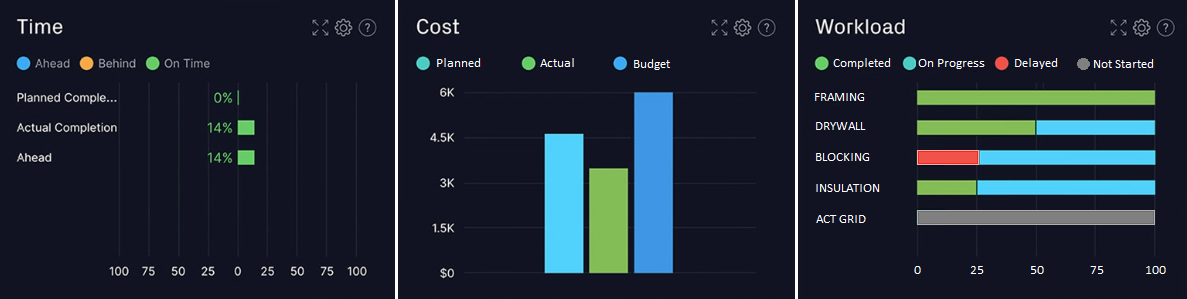 Time
?
Ahead Behind On Time
Planned Comple... 0%
Actual Completion 14%
Ahead 14%
100 75 50 25 0 25 50 75 100
Cost
?
Planned Actual Budget
6K
4.5K
3K
1.5K
$0
Workload
?
Completed On Progress Delayed Not Started
FRAMING
DRYWALL
BLOCKING
INSULATION
ACT GRID
0 25 50 75 100